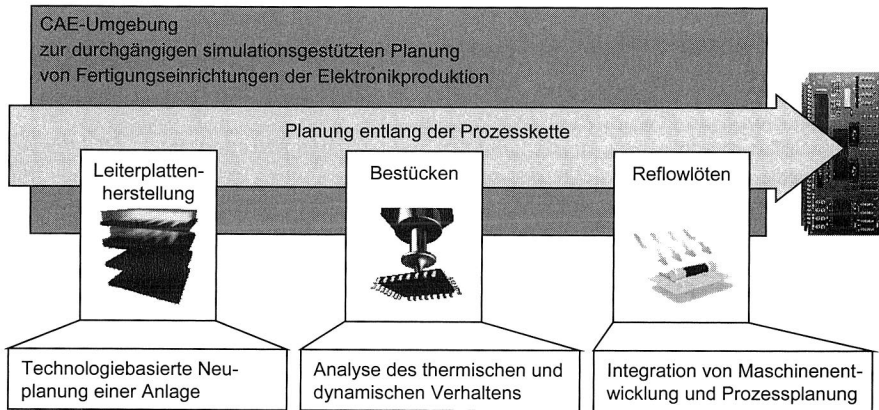 CAE-Umgebung
zur durchgängigen simulationsgestützten Planung
von Fertigungseinrichtungen der Elektronikproduktion
Planung entlang der Prozesskette
Leiterplatten-
herstellung
Bestücken
Reflowlöten
Technologiebasierte Neu-
planung einer Anlage
Analyse des thermischen und
dynamischen Verhaltens
Integration von Maschinenent-
wicklung und Prozessplanung